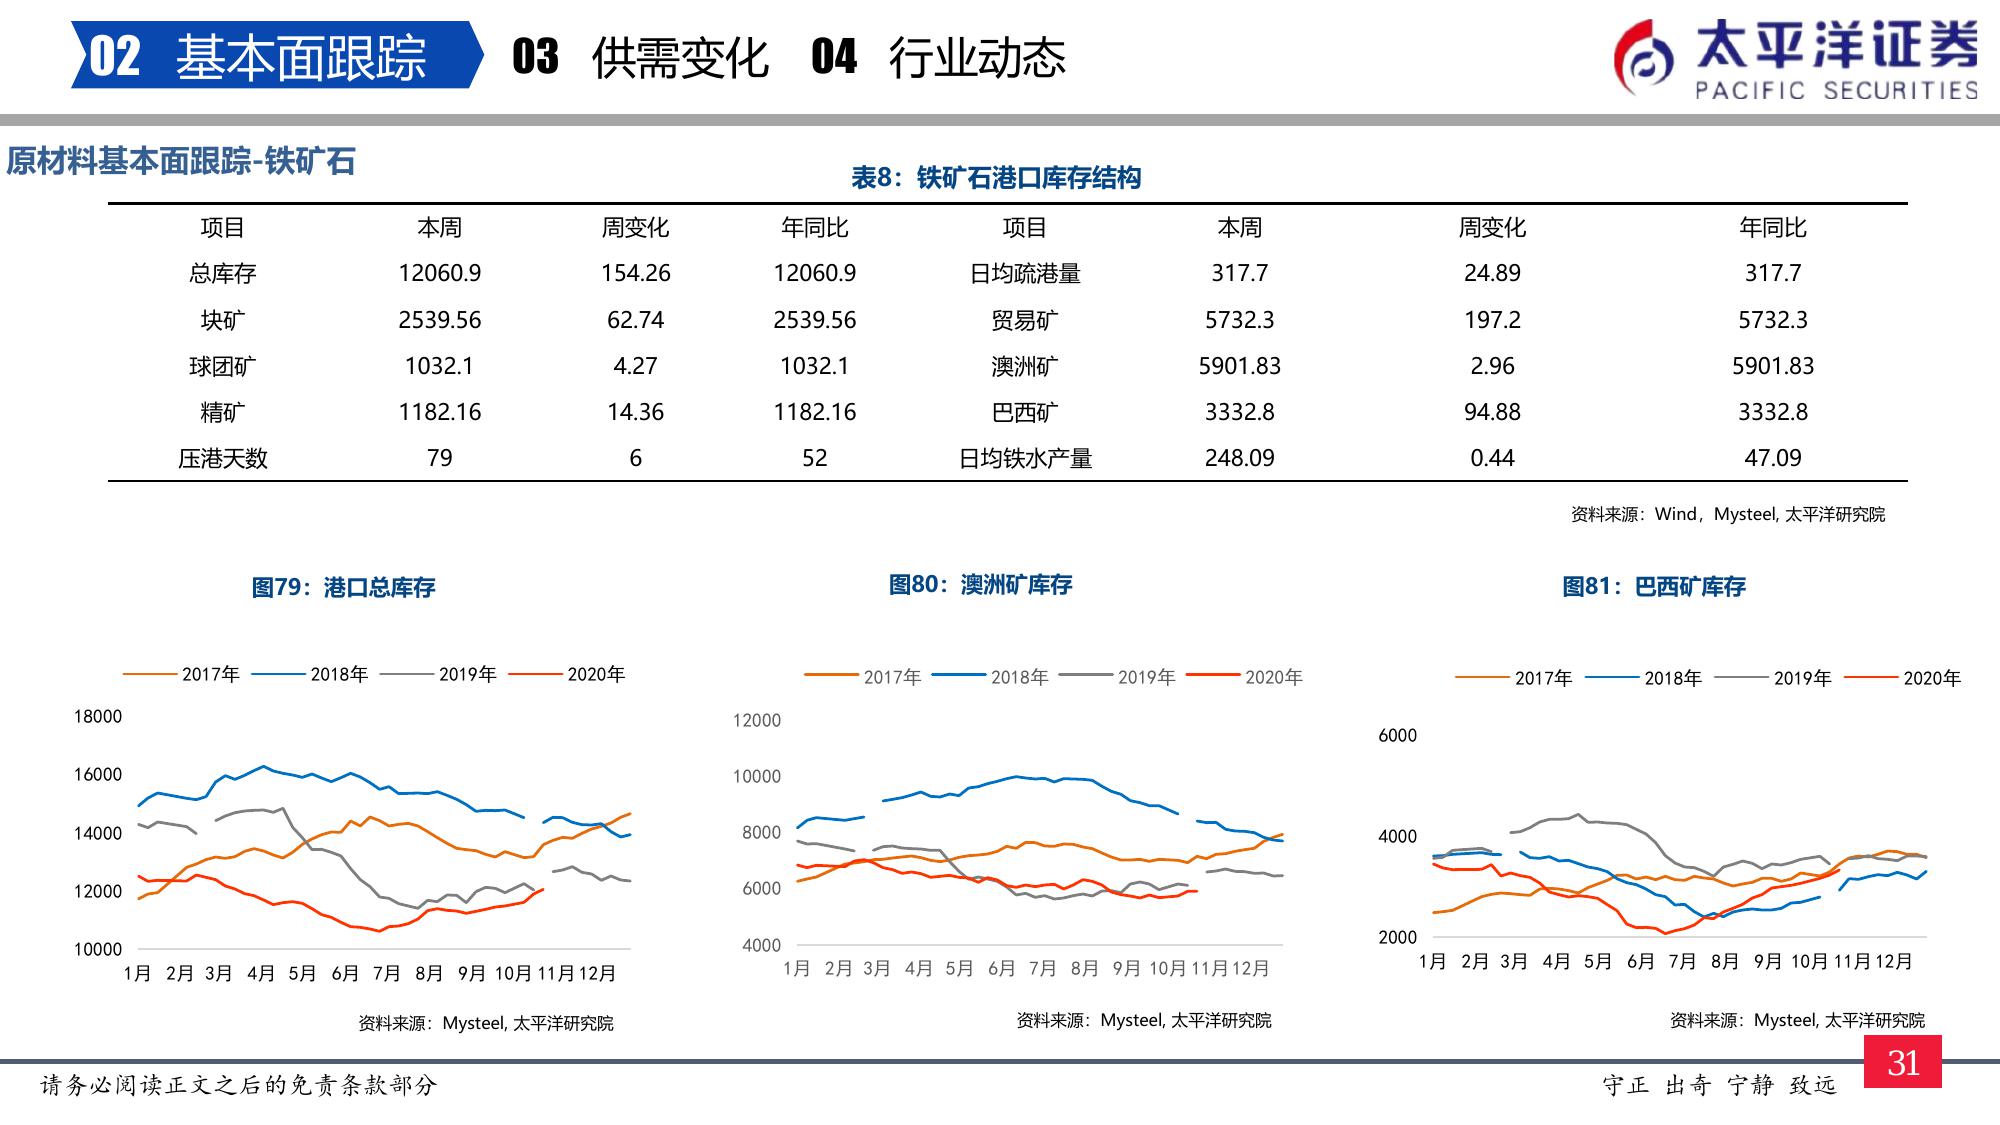 02 基本面跟踪 03 供需变化 04 行业动态
太平洋证券
PACIFIC SECURITIES
原材料基本面跟踪-铁矿石
表8：铁矿石港口库存结构
项目 本周 周变化 年同比 项目 本周 周变化 年同比
总库存 12060.9 154.26 12060.9 日均疏港量 317.7 24.89 317.7
块矿 2539.56 62.74 2539.56 贸易矿 5732.3 197.2 5732.3
球团矿 1032.1 4.27 1032.1 澳洲矿 5901.83 2.96 5901.83
精矿 1182.16 14.36 1182.16 巴西矿 3332.8 94.88 3332.8
压港天数 79 6 52 日均铁水产量 248.09 0.44 47.09
资料来源：Wind，Mysteel, 太平洋研究院
图79：港口总库存
2017年 2018年 2019年 2020年
18000
16000
14000
12000
10000
1月 2月 3月 4月 5月 6月 7月 8月 9月 10月 11月 12月
资料来源：Mysteel, 太平洋研究院
图80：澳洲矿库存
2017年 2018年 2019年 2020年
12000
10000
8000
6000
4000
1月 2月 3月 4月 5月 6月 7月 8月 9月 10月 11月 12月
资料来源：Mysteel, 太平洋研究院
图81：巴西矿库存
2017年 2018年 2019年 2020年
6000
4000
2000
1月 2月 3月 4月 5月 6月 7月 8月 9月 10月 11月 12月
资料来源：Mysteel, 太平洋研究院
请务必阅读正文之后的免责条款部分
守正 出奇 宁静 致远
31